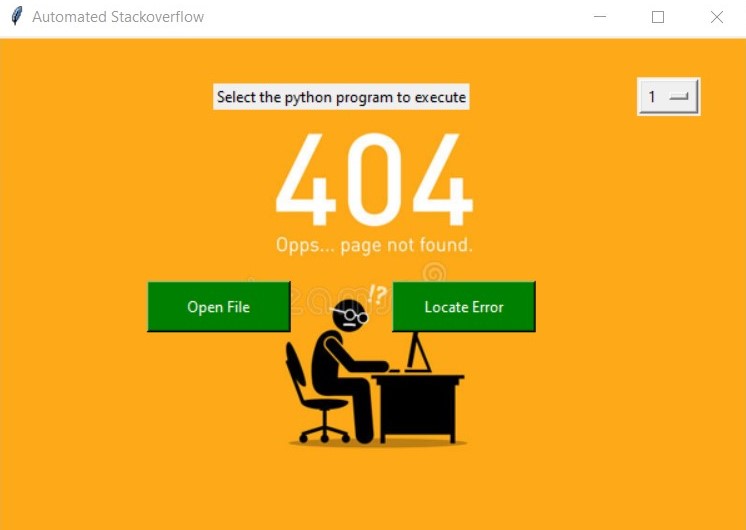 Automated Stackoverflow
Select the python program to execute
1
404
Opps... page not found.
!?
Open File
Locate Error